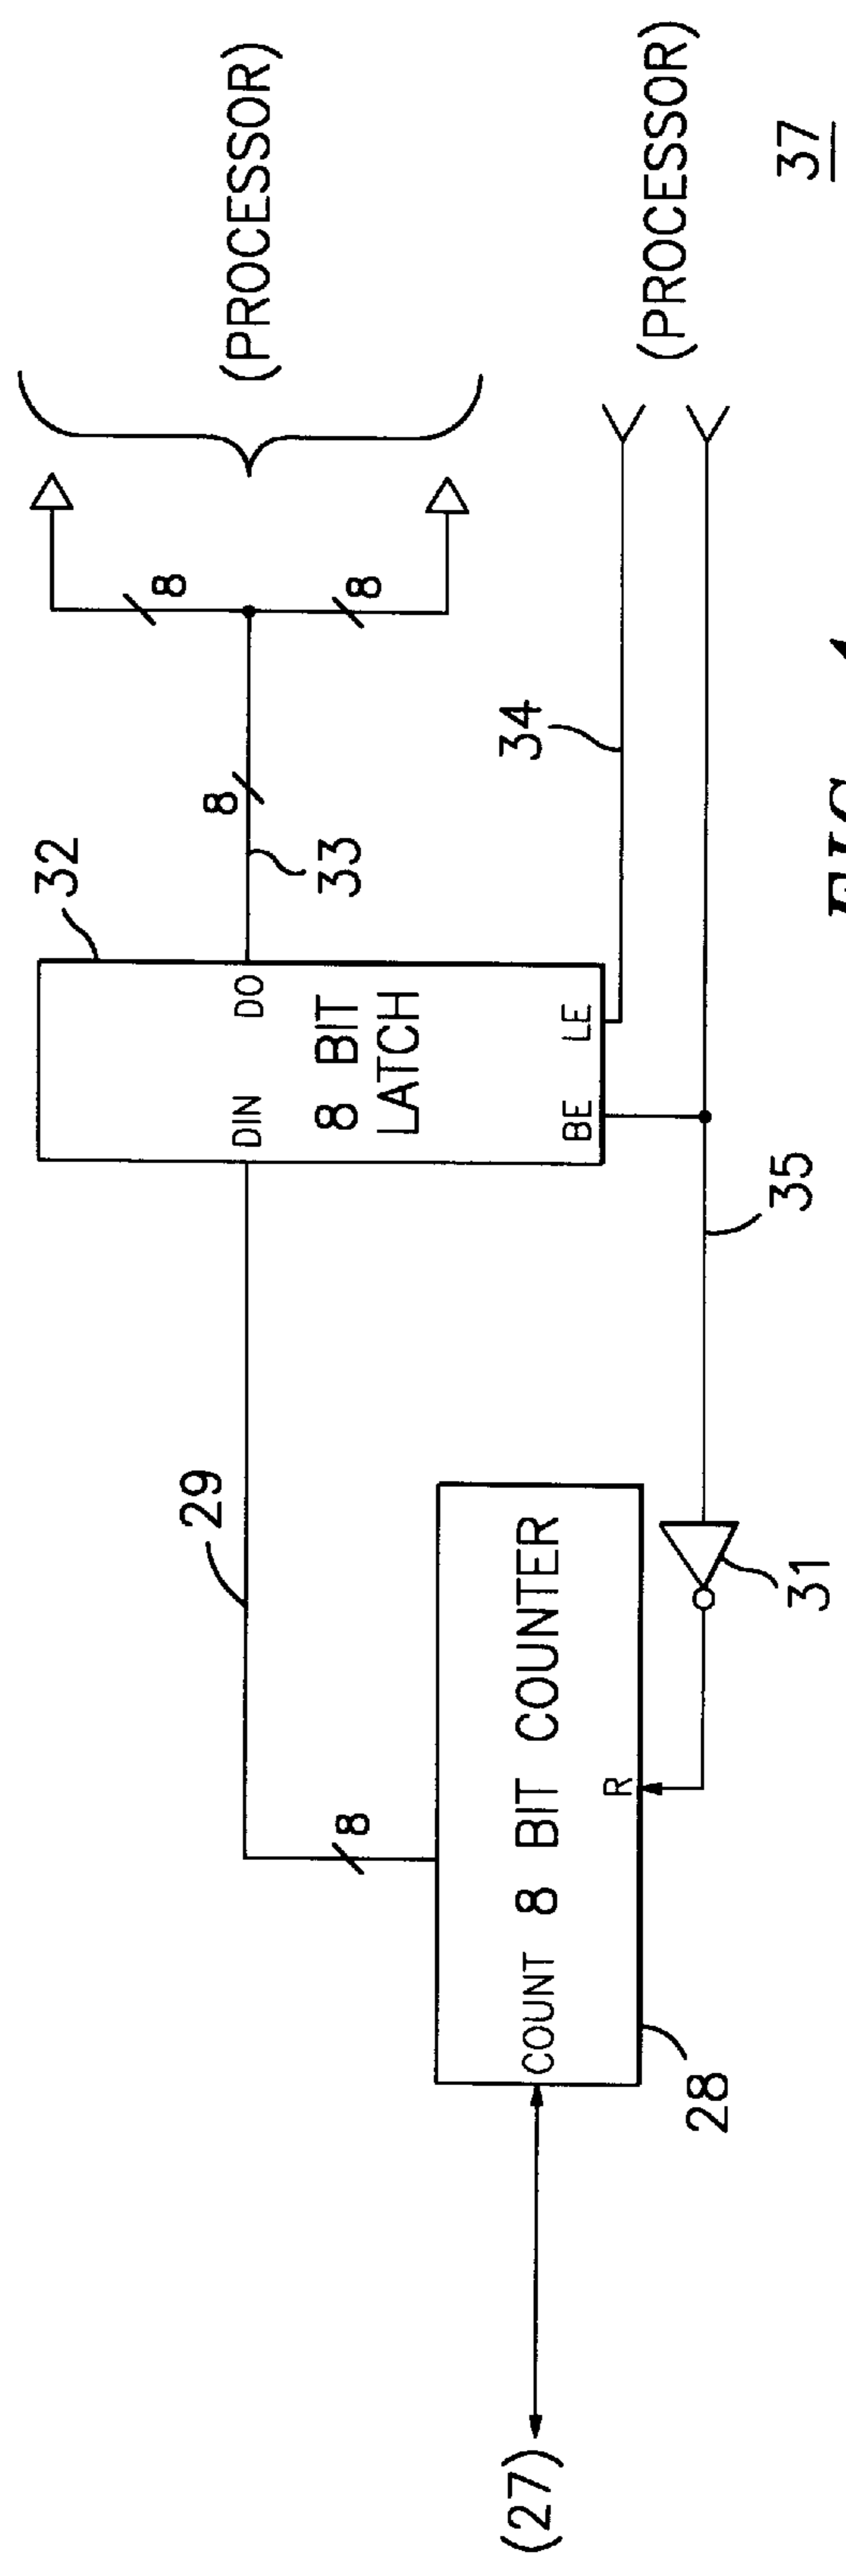 (PROCESSOR)
8
8
8
33
32
DIN
DO
8 BIT
LATCH
BE
LE
34
(PROCESSOR)
29
8
COUNT
8 BIT COUNTER
R
(27)
28
31
35
37